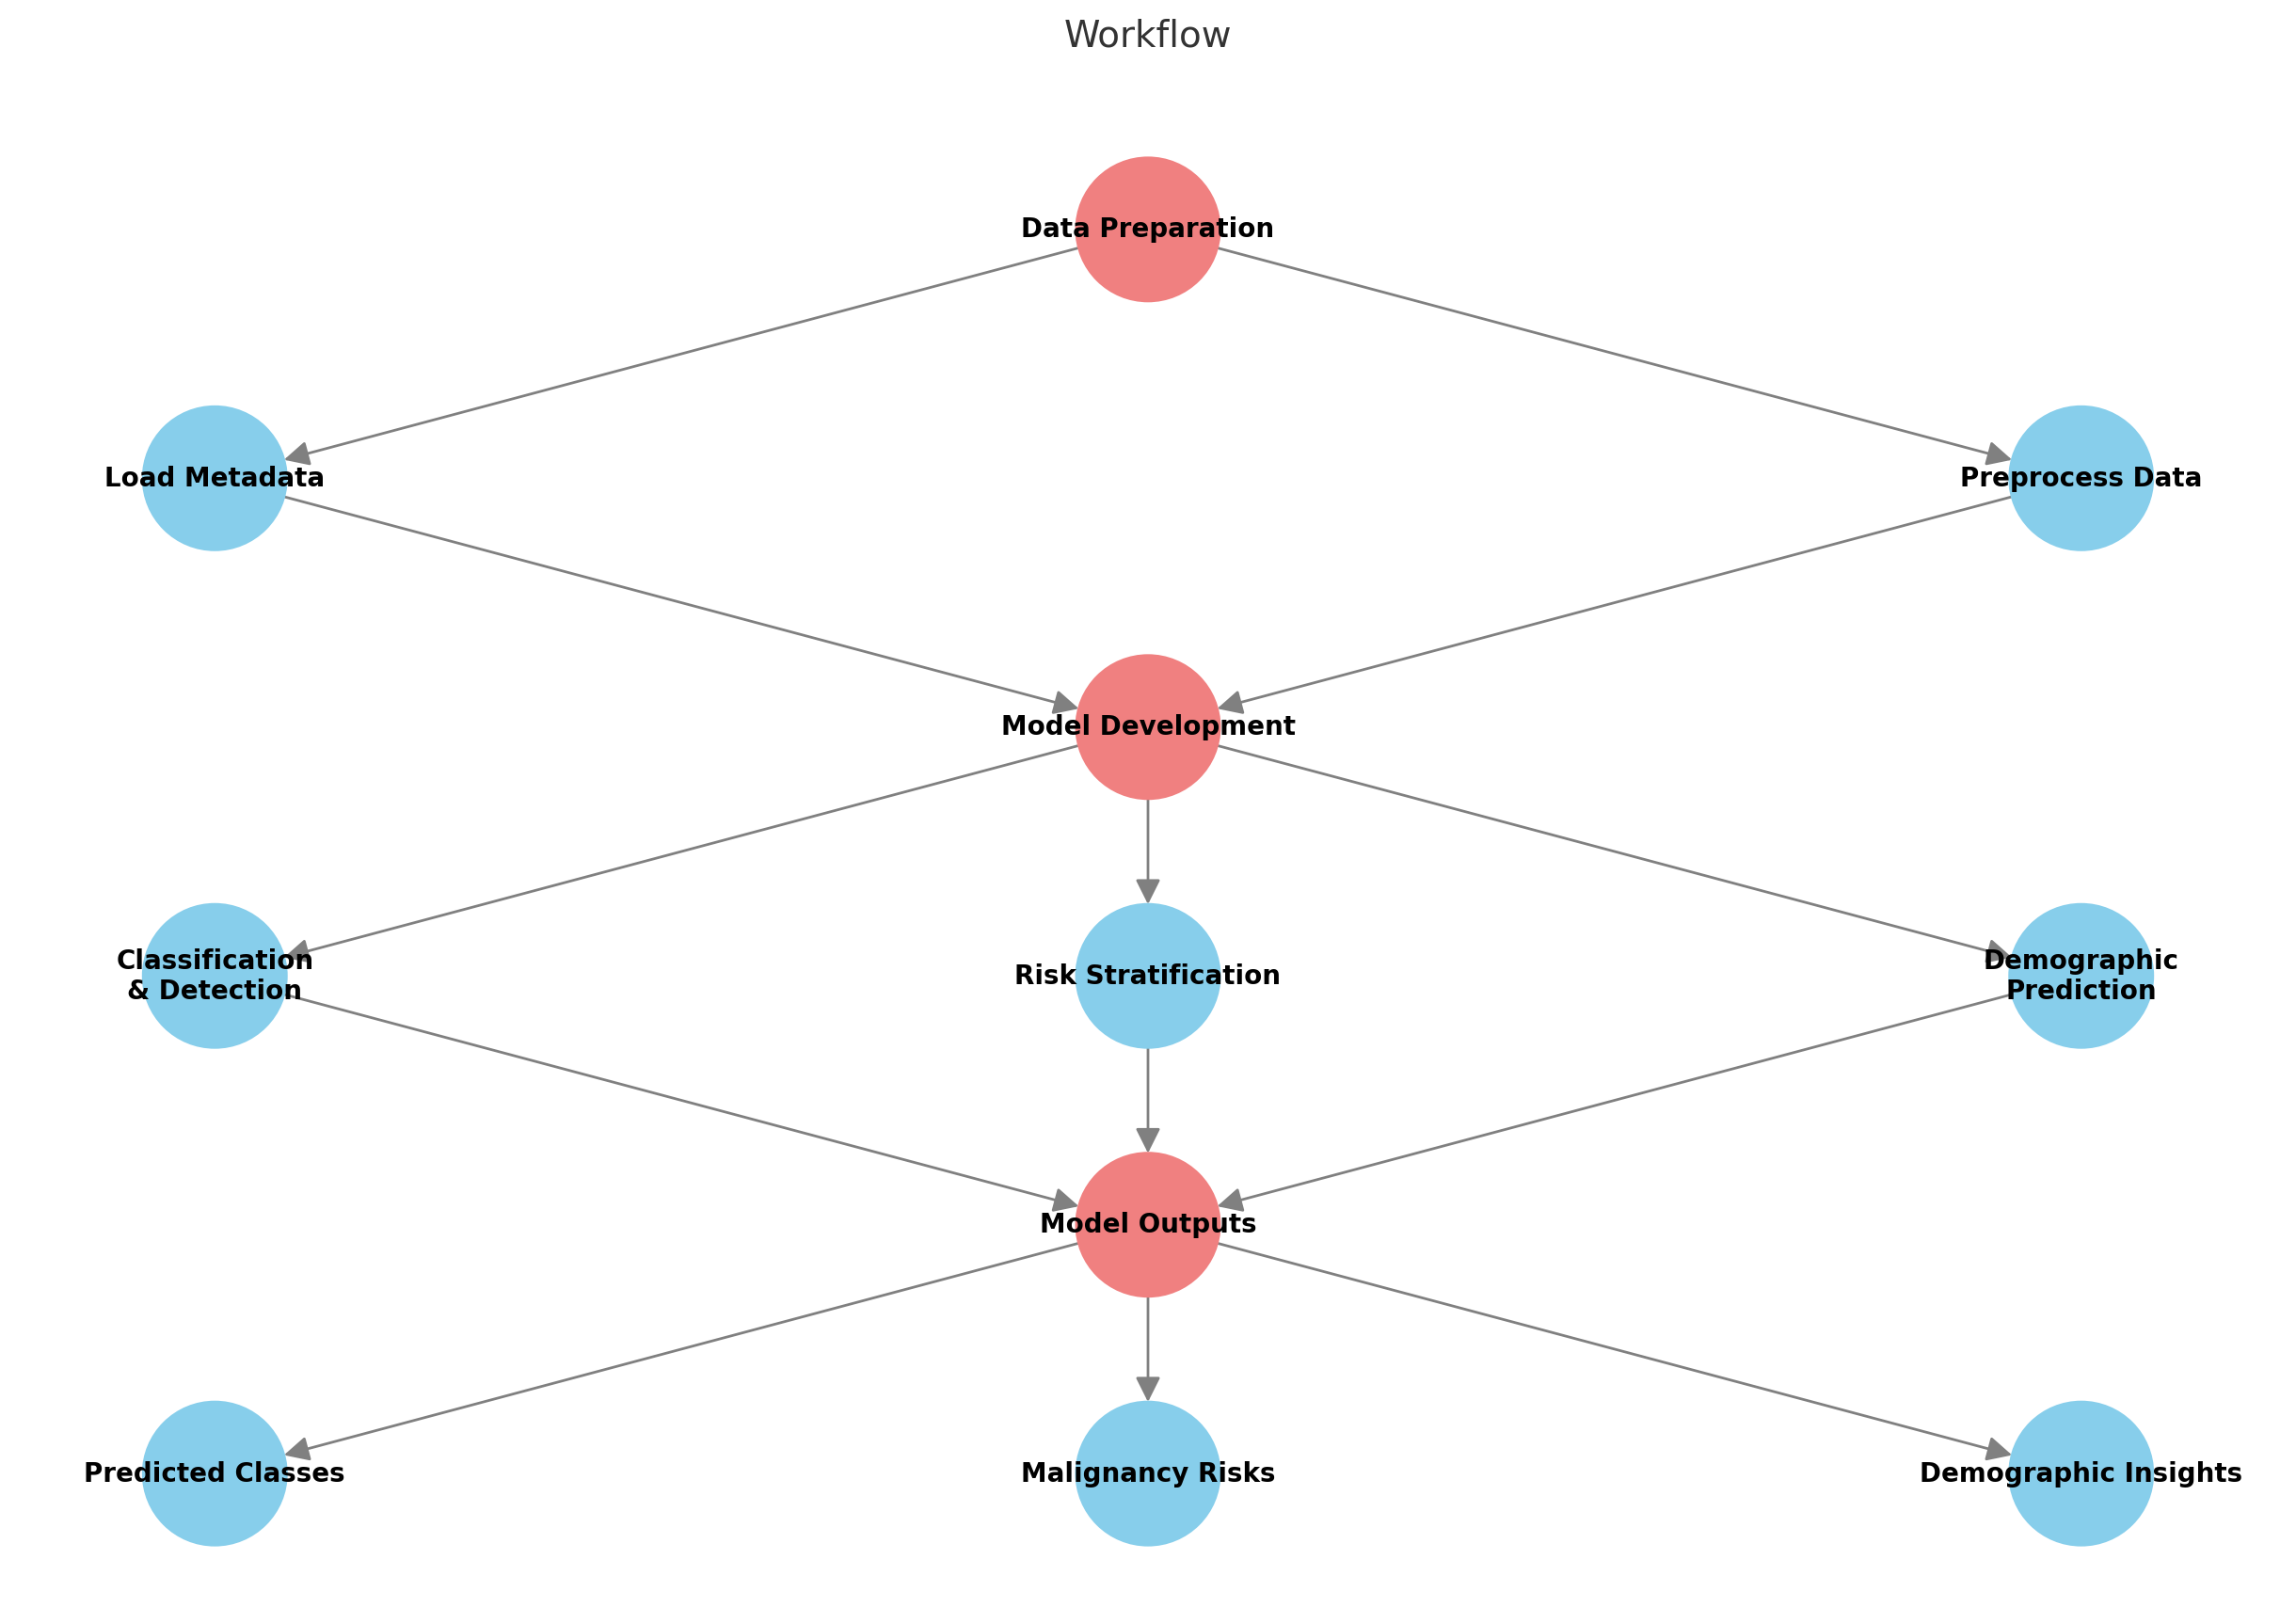 Workflow
Data Preparation
Load Metadata
Preprocess Data
Model Development
Classification
& Detection
Risk Stratification
Demographic
Prediction
Model Outputs
Predicted Classes
Malignancy Risks
Demographic Insights